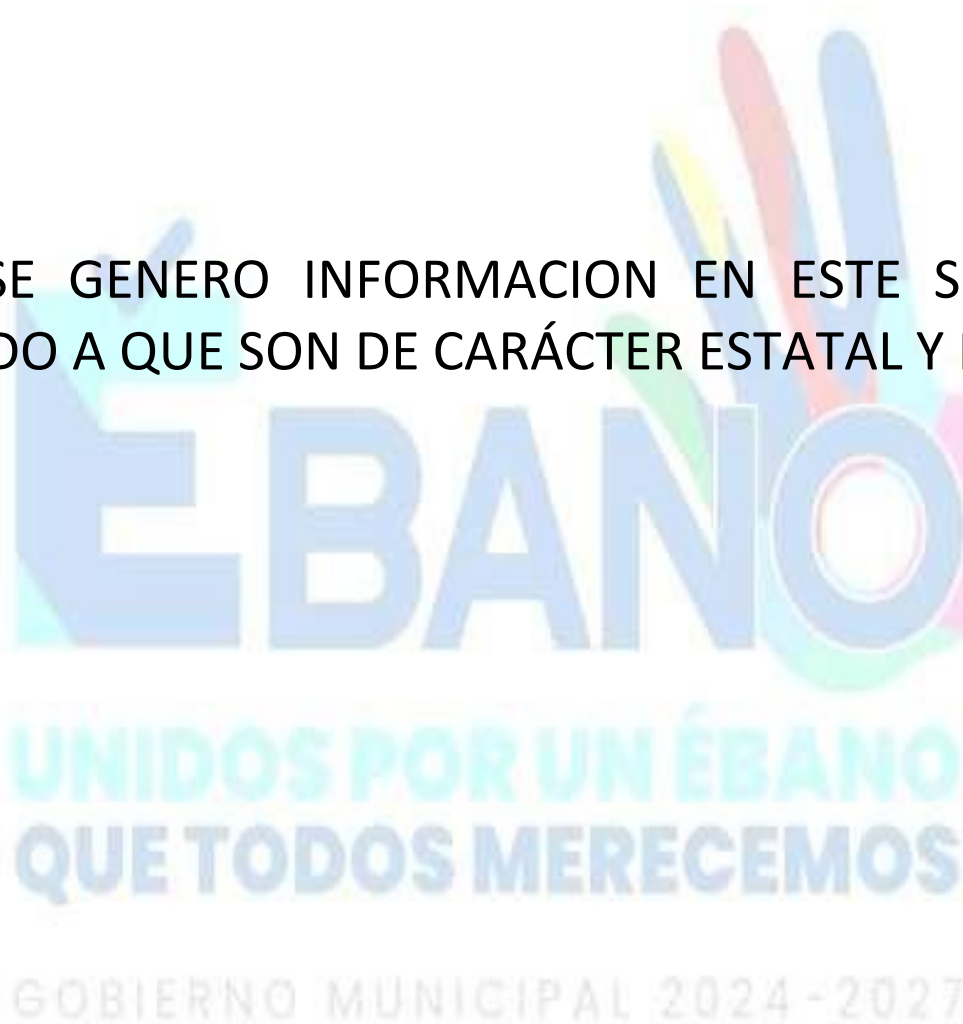 SE GENERO INFORMACION EN ESTE S
DO A QUE SON DE CARÁCTER ESTATAL Y
ÉBANO
UNIDOS POR UN ÉBANO
QUE TODOS MERECEMOS
GOBIERNO MUNICIPAL 2024-2027